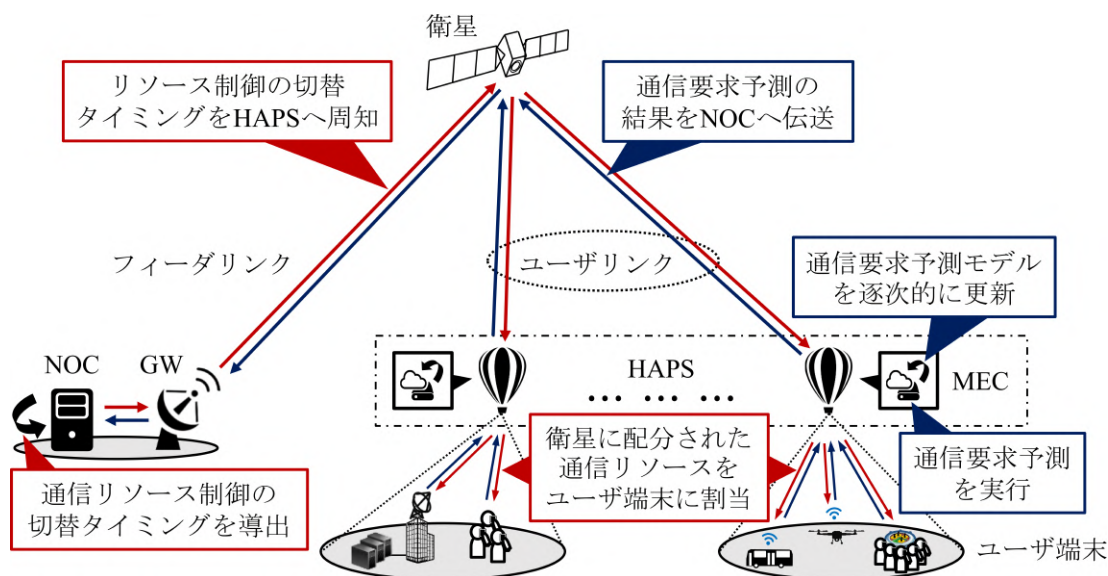 衛星
リソース制御の切替
タイミングをHAPSへ周知
通信要求予測の
結果をNOCへ伝送
フィーダリンク
ユーザリンク
通信要求予測モデル
を逐次的に更新
NOC
GW
HAPS
MEC
… … …
通信リソース制御の
切替タイミングを導出
衛星に配分された
通信リソースを
ユーザ端末に割当
通信要求予測
を実行
ユーザ端末